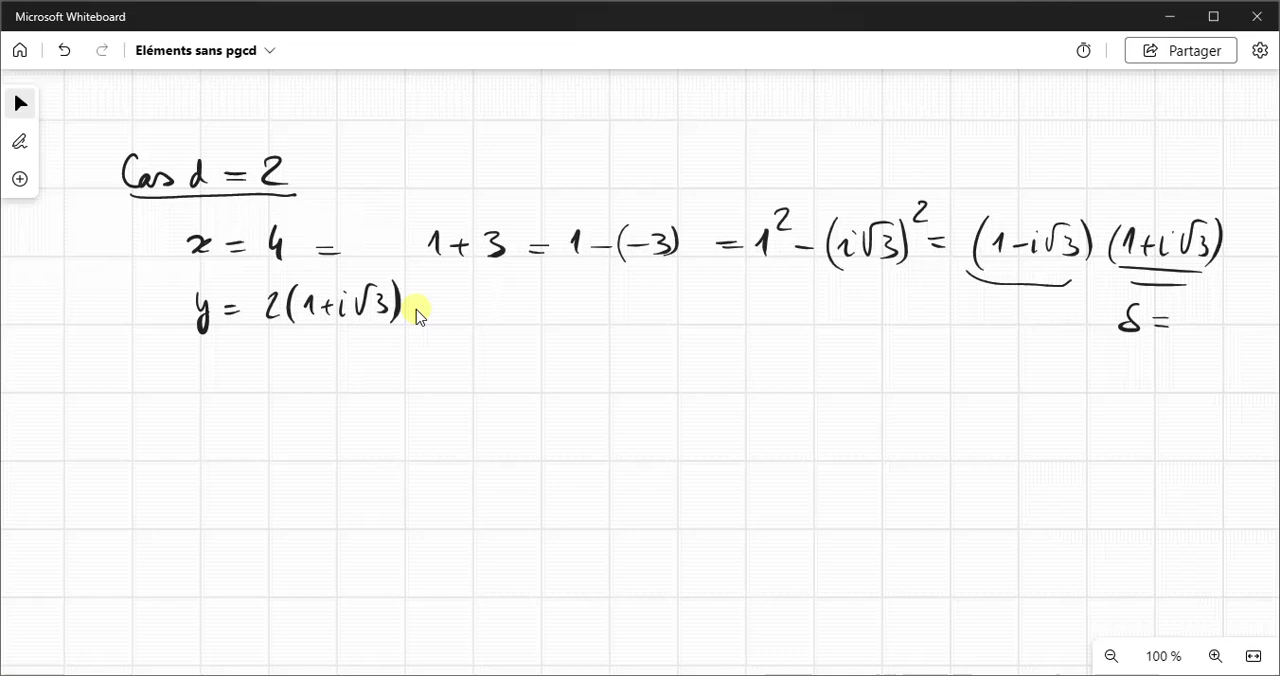 Microsoft Whiteboard
Eléments sans pgcd
Partager
Cas d = 2
x = 4 = 1 + 3 = 1 - (-3) = 1² - (i√3)² = (1 - i√3) (1 + i√3)
y = 2(1 + i√3)
δ =
100 %